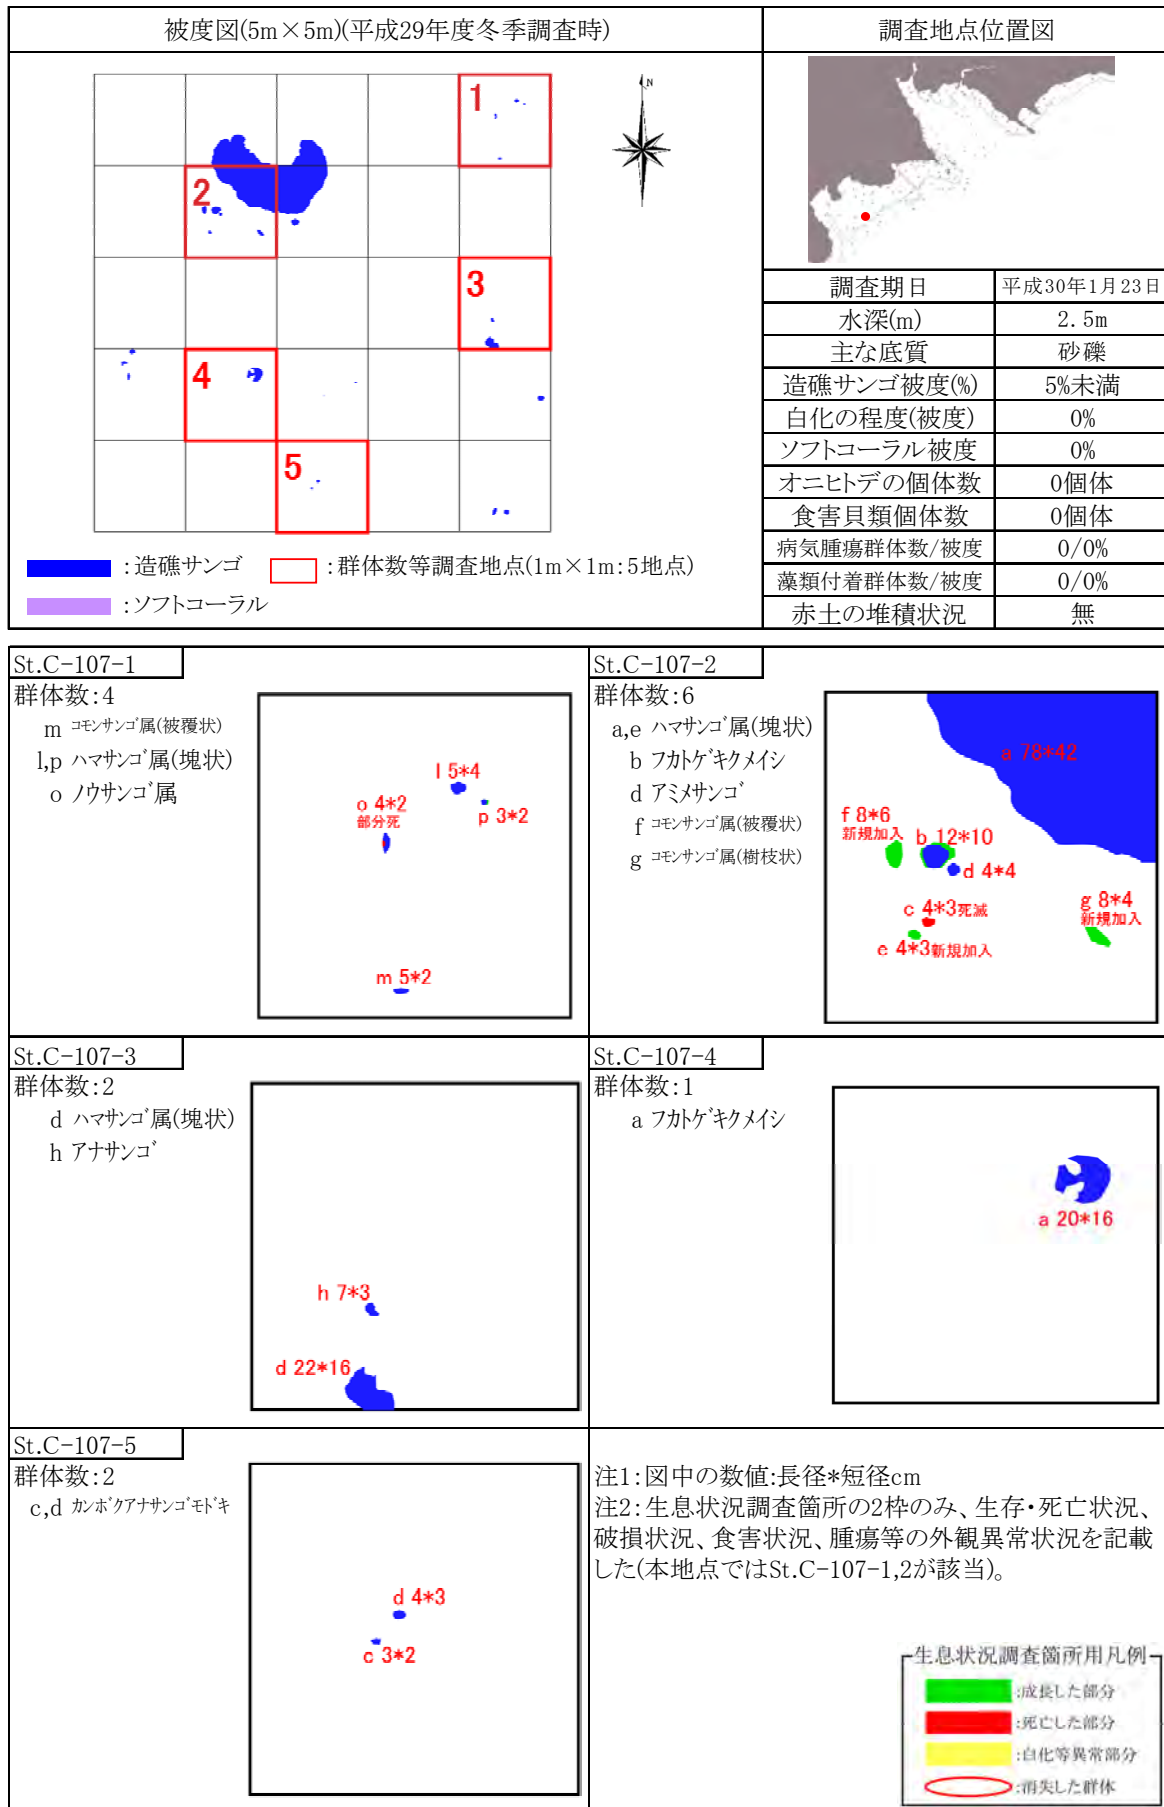 被度図(5m×5m)(平成29年度冬季調査時)
調査地点位置図
1
2
3
4
5
N
:造礁サンゴ
:群体数等調査地点(1m×1m:5地点)
:ソフトコーラル
調査期日 平成30年1月23日
水深(m) 2.5m
主な底質 砂礫
造礁サンゴ被度(%) 5%未満
白化の程度(被度) 0%
ソフトコーラル被度 0%
オニヒトデの個体数 0個体
食害貝類個体数 0個体
病気腫瘍群体数/被度 0/0%
藻類付着群体数/被度 0/0%
赤土の堆積状況 無
St.C-107-1
群体数:4
m コモンサンゴ属(被覆状)
l,p ハマサンゴ属(塊状)
o ノウサンゴ属
l 5*4
p 3*2
o 4*2
部分死
m 5*2
St.C-107-2
群体数:6
a,e ハマサンゴ属(塊状)
b フカトゲキクメイシ
d アミメサンゴ
f コモンサンゴ属(被覆状)
g コモンサンゴ属(樹枝状)
a 78*42
f 8*6
新規加入
b 12*10
d 4*4
c 4*3死滅
e 4*3新規加入
g 8*4
新規加入
St.C-107-3
群体数:2
d ハマサンゴ属(塊状)
h アナサンゴ
h 7*3
d 22*16
St.C-107-4
群体数:1
a フカトゲキクメイシ
a 20*16
St.C-107-5
群体数:2
c,d カンボクアナサンゴモドキ
d 4*3
c 3*2
注1:図中の数値:長径*短径cm
注2:生息状況調査箇所の2枠のみ、生存・死亡状況、
破損状況、食害状況、腫瘍等の外観異常状況を記載
した(本地点ではSt.C-107-1,2が該当)。
生息状況調査箇所用凡例
:成長した部分
:死亡した部分
:白化等異常部分
:消失した群体